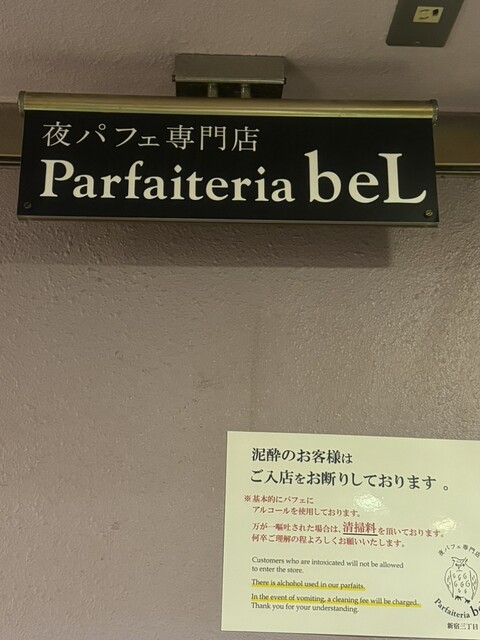 夜パフェ専門店
Parfaiteria beL
泥酔のお客様は
ご入店をお断りしております。
※基本的にパフェに
アルコールを使用しております。
万が一嘔吐された場合は、清掃料を頂いております。
何卒ご理解の程よろしくお願いいたします。
Customers who are intoxicated will not be allowed
to enter the store.
There is alchohol used in our parfaits.
In the event of vomiting, a cleaning fee will be charged.
Thank you for your understanding.
夜パフェ専門店
Parfaiteria
新宿三丁目